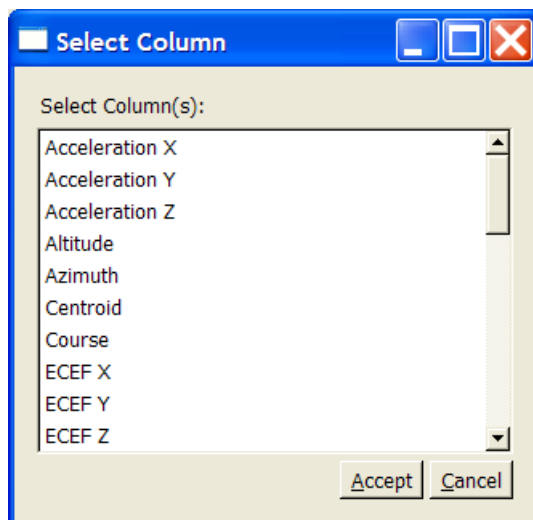 Select Column
Select Column(s):
Acceleration X
Acceleration Y
Acceleration Z
Altitude
Azimuth
Centroid
Course
ECEF X
ECEF Y
ECEF Z
Accept Cancel